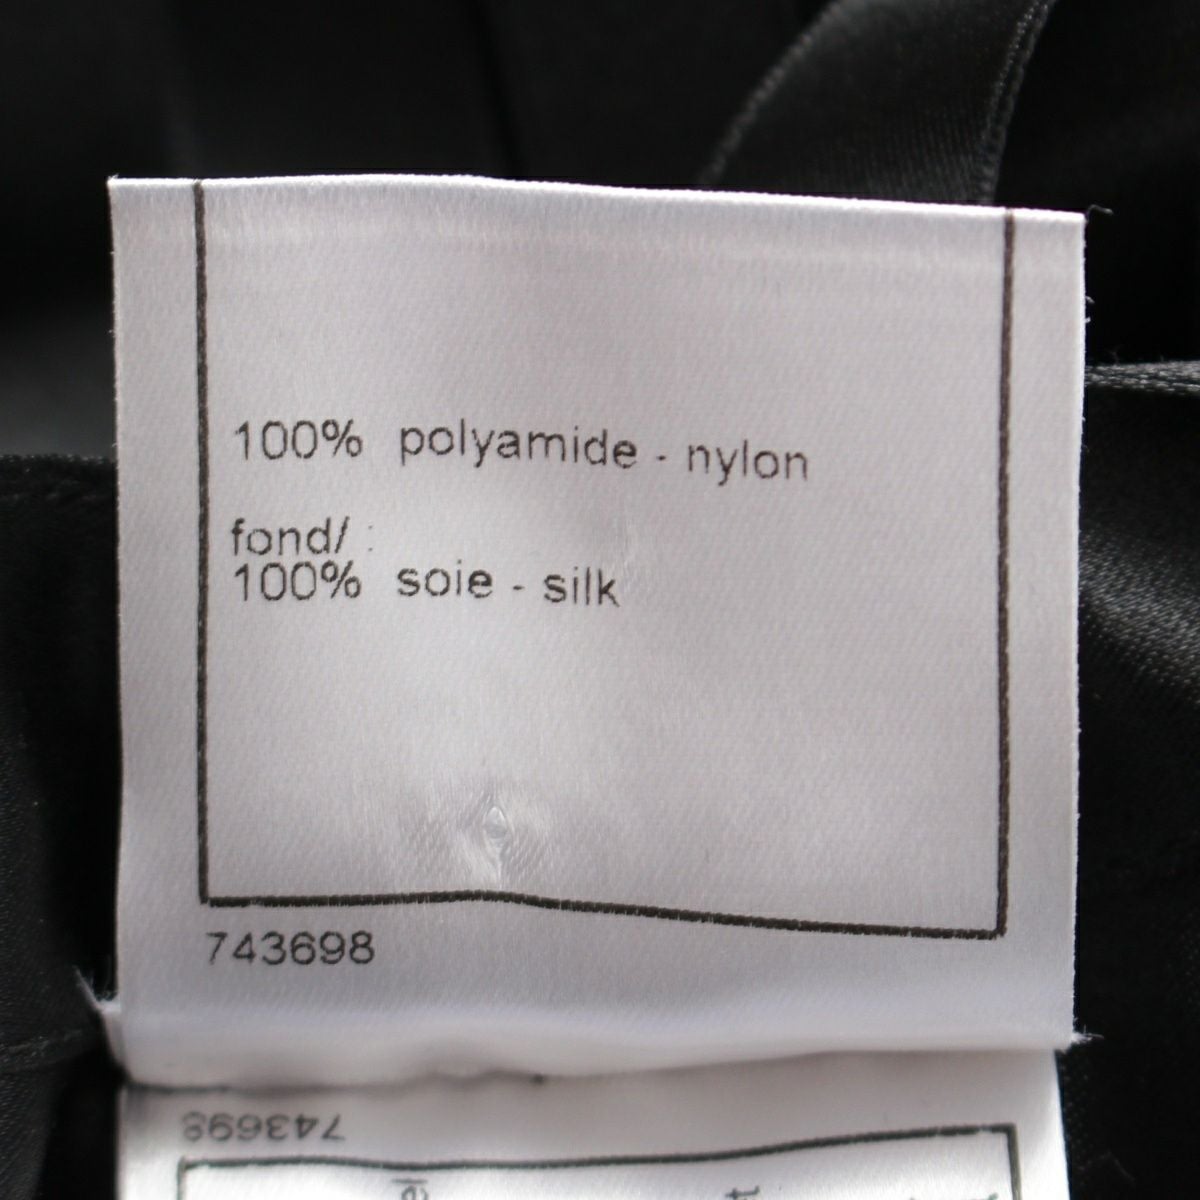 100% polyamide - nylon
fond/ :
100% soie - silk
743698
743698